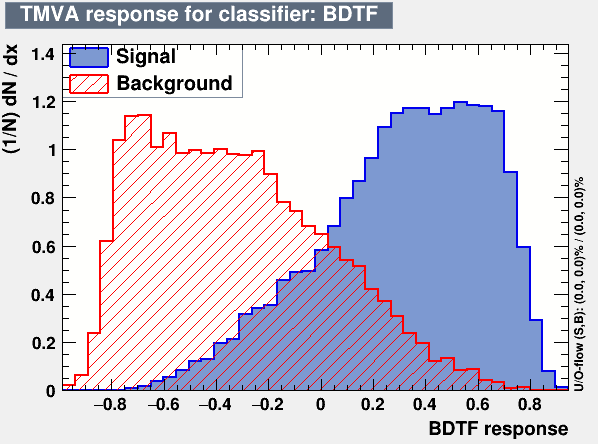 TMVA response for classifier: BDTF
(1/N) dN / dx
Signal
Background
1.4
1.2
1
0.8
0.6
0.4
0.2
0
−0.8 −0.6 −0.4 −0.2 0 0.2 0.4 0.6 0.8
BDTF response
U/O-flow (S,B): (0.0, 0.0)% / (0.0, 0.0)%